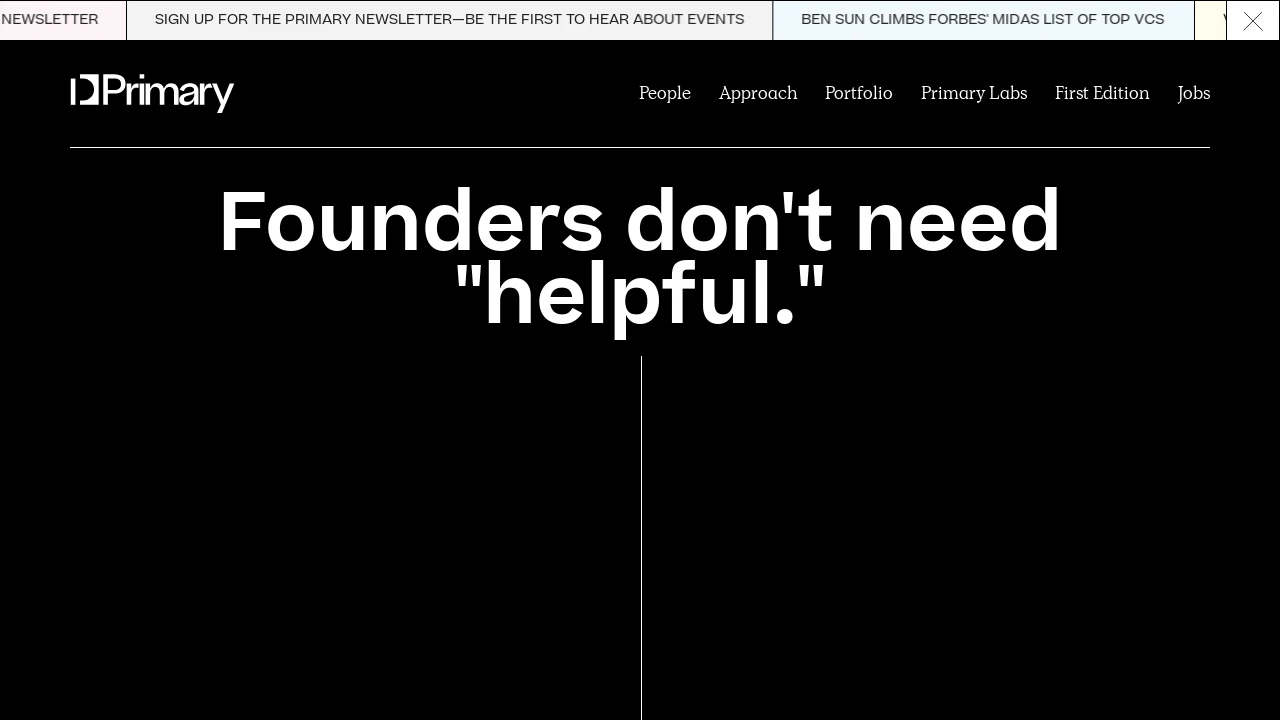 NEWSLETTER
SIGN UP FOR THE PRIMARY NEWSLETTER—BE THE FIRST TO HEAR ABOUT EVENTS
BEN SUN CLIMBS FORBES' MIDAS LIST OF TOP VCS
Primary
People
Approach
Portfolio
Primary Labs
First Edition
Jobs
Founders don't need
"helpful."